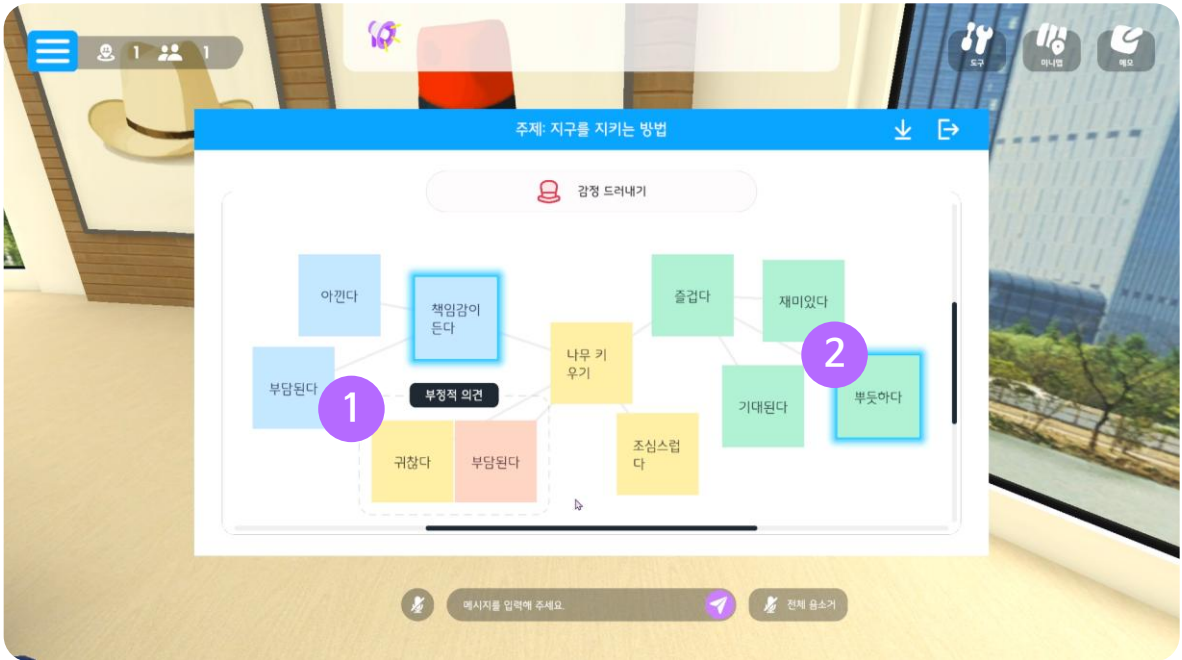 1
1
도구
미니맵
메모
주제: 지구를 지키는 방법
감정 드러내기
아낀다
책임감이
든다
즐겁다
재미있다
나무 키
우기
2
부담된다
1
부정적 의견
기대된다
뿌듯하다
귀찮다
부담된다
조심스럽
다
메시지를 입력해 주세요.
전체 음소거